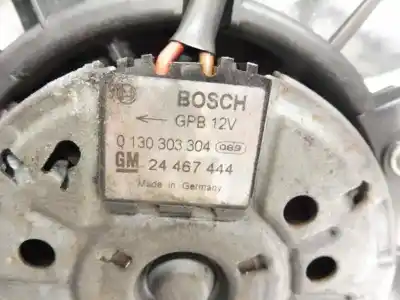 BOSCH
← GPB 12V
0 130 303 304 069
GM 24 467 444
Made in Germany